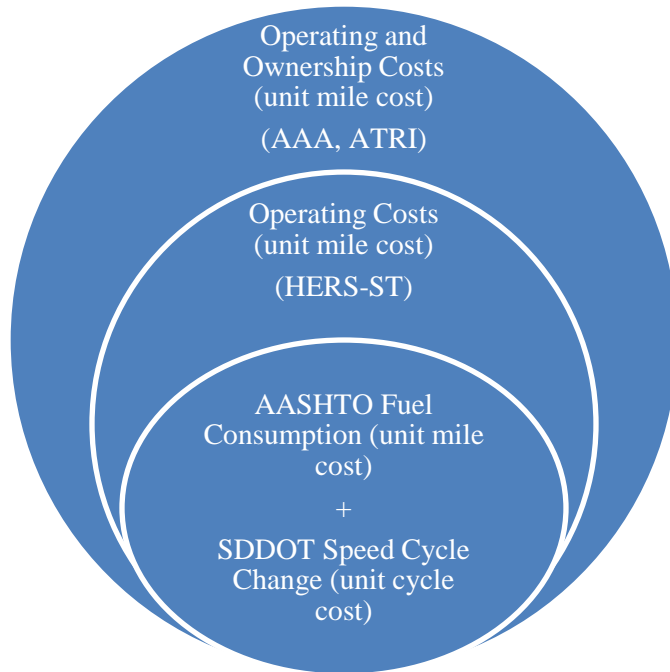 Operating and
Ownership Costs
(unit mile cost)
(AAA, ATRI)
Operating Costs
(unit mile cost)
(HERS-ST)
AASHTO Fuel
Consumption (unit mile
cost)
+
SDDOT Speed Cycle
Change (unit cycle
cost)